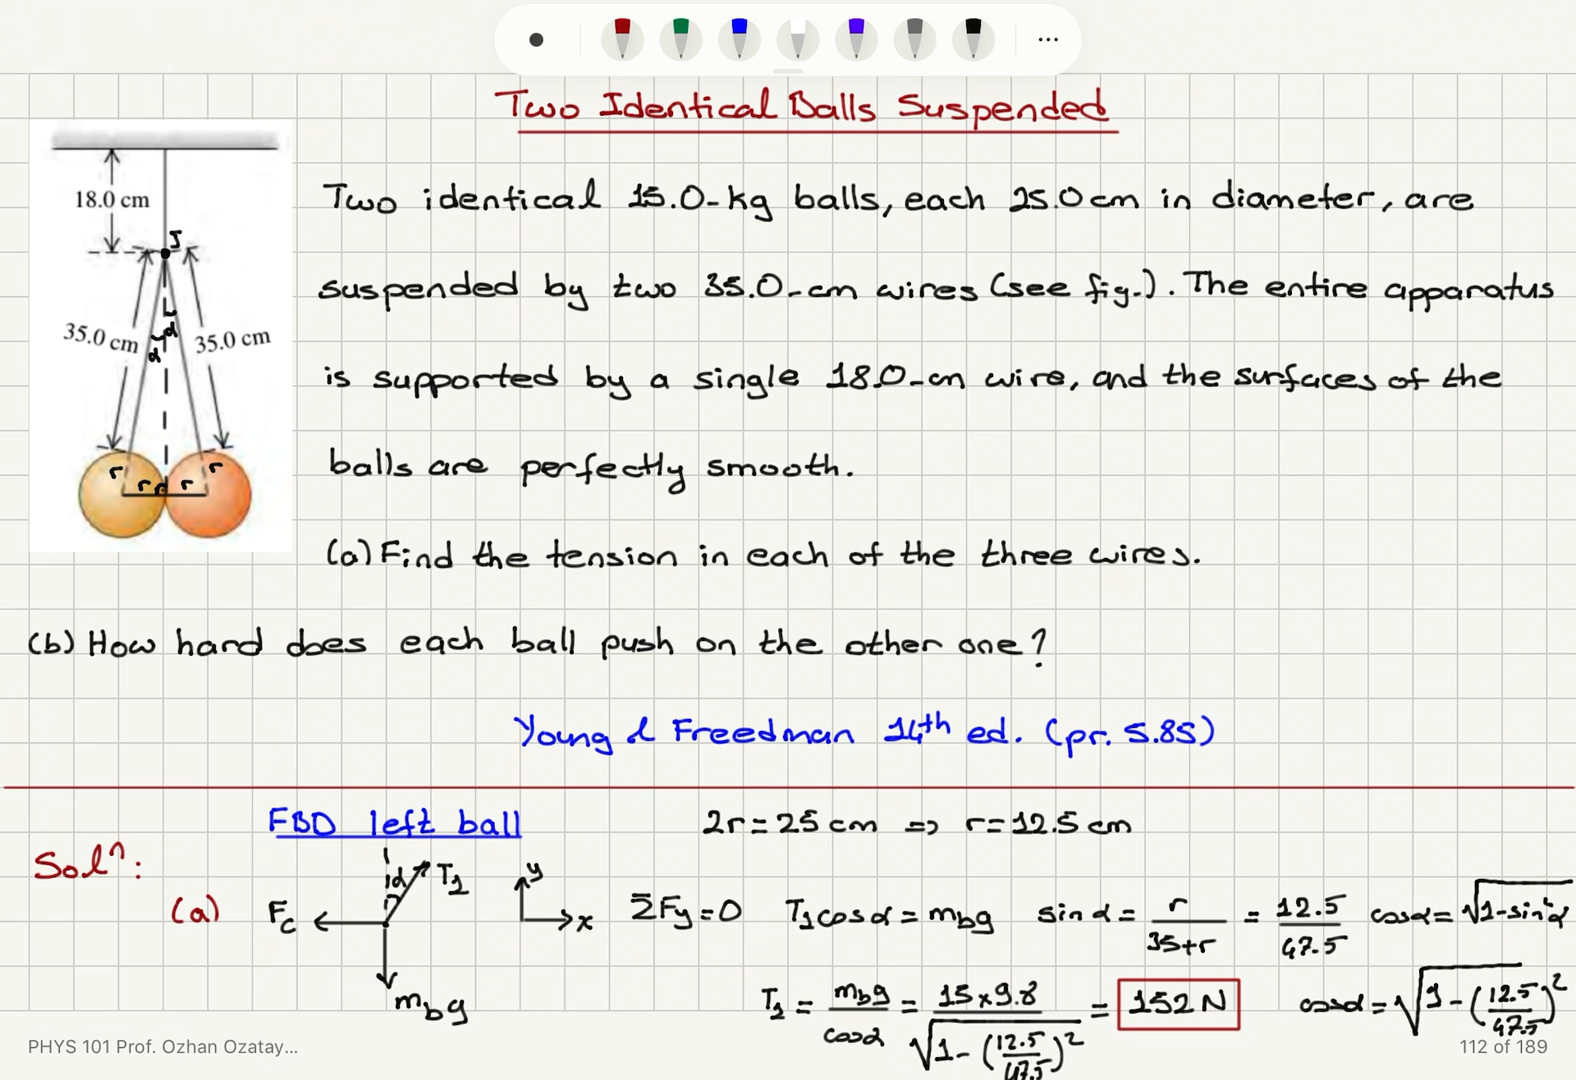 Two Identical Balls Suspended
18.0 cm
J
35.0 cm
α
α
35.0 cm
r
r
r
r
Two identical 15.0-kg balls, each 25.0 cm in diameter, are
suspended by two 35.0-cm wires (see fig.). The entire apparatus
is supported by a single 18.0-cm wire, and the surfaces of the
balls are perfectly smooth.
(a) Find the tension in each of the three wires.
(b) How hard does each ball push on the other one?
Young & Freedman 14th ed. (pr. 5.85)
FBD left ball
2r = 25 cm => r = 12.5 cm
Soln:
(a)
Fc
α
T1
mbg
y
x
ΣFy = 0 T1cosα = mbg sinα = r/(35+r) = 12.5/47.5 cosα = √(1-sin²α)
T1 = mbg/cosα = 15×9.8/√(1-(12.5/47.5)²) = 152 N cosα = √(1-(12.5/47.5)²)
PHYS 101 Prof. Ozhan Ozatay...
112 of 189